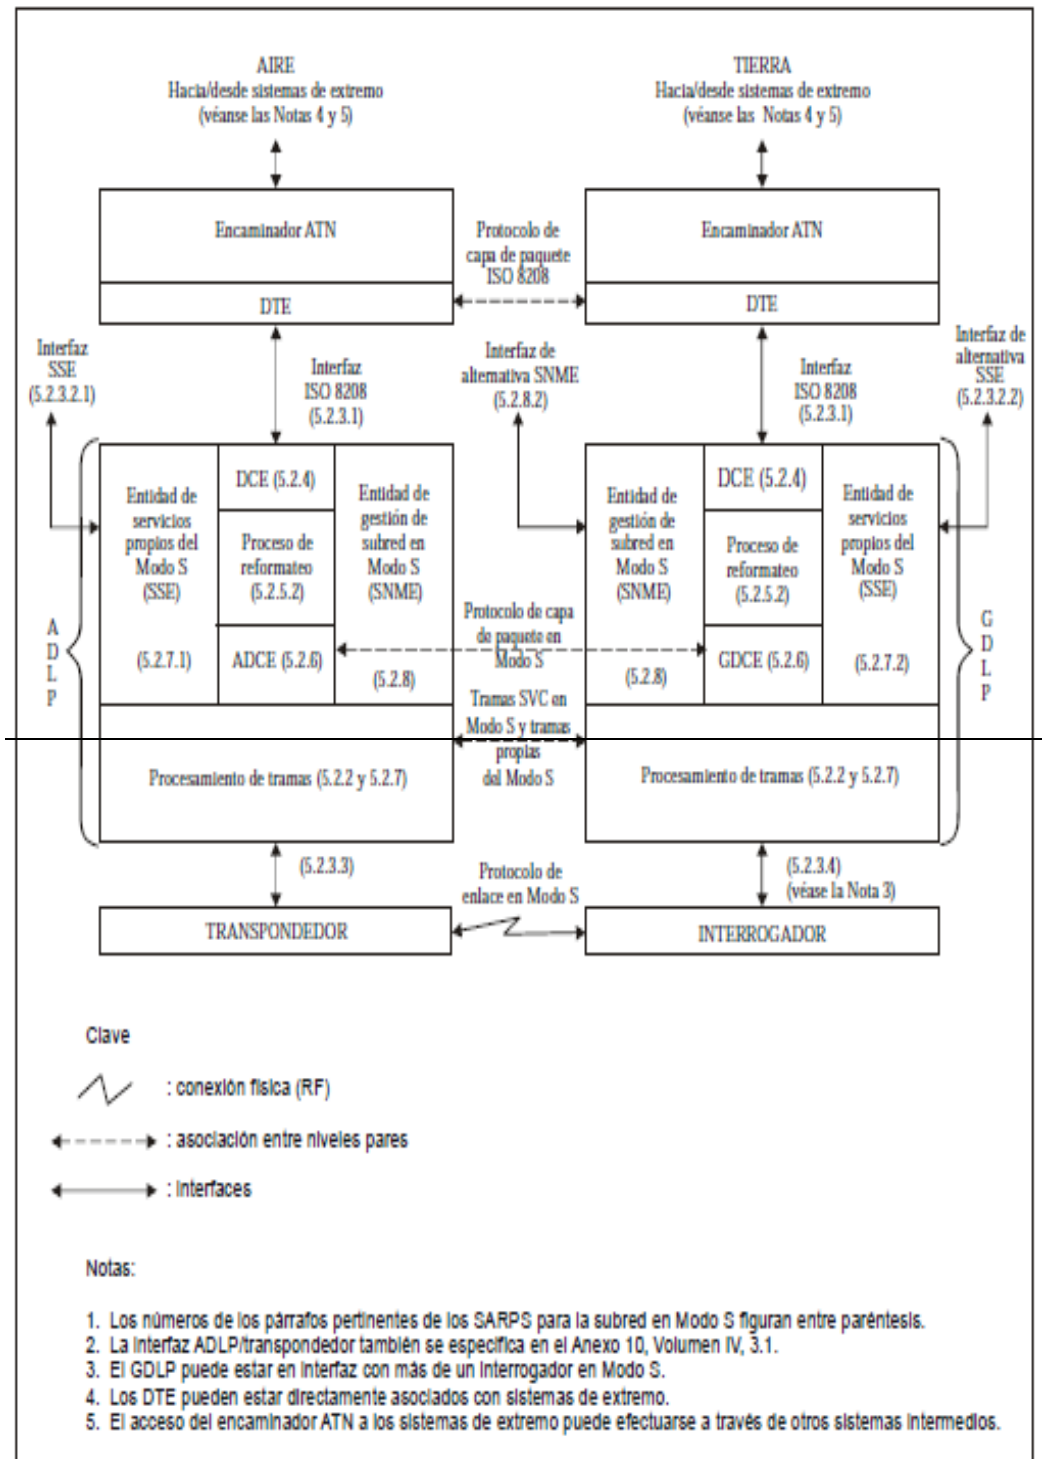 AIRE
Hacia/desde sistemas de extremo
(véanse las Notas 4 y 5)
TIERRA
Hacia/desde sistemas de extremo
(véanse las Notas 4 y 5)
Encaminador ATN
DTE
Protocolo de
capa de paquete
ISO 8208
Encaminador ATN
DTE
Interfaz
SSE
(5.2.3.2.1)
Interfaz
ISO 8208
(5.2.3.1)
Interfaz de
alternativa SNME
(5.2.8.2)
Interfaz
ISO 8208
(5.2.3.1)
Interfaz de
alternativa
SSE
(5.2.3.2.2)
A
D
L
P
Entidad de
servicios
propios del
Modo S
(SSE)
(5.2.7.1)
DCE (5.2.4)
Proceso de
reformateo
(5.2.5.2)
ADCE (5.2.6)
Entidad de
gestión de
subred en
Modo S
(SNME)
(5.2.8)
Protocolo de capa
de paquete en
Modo S
Tramas SVC en
Modo S y tramas
propias
del Modo S
Entidad de
gestión de
subred en
Modo S
(SNME)
(5.2.8)
DCE (5.2.4)
Proceso de
reformateo
(5.2.5.2)
GDCE (5.2.6)
Entidad de
servicios
propios del
Modo S
(SSE)
(5.2.7.2)
G
D
L
P
Procesamiento de tramas (5.2.2 y 5.2.7)
Procesamiento de tramas (5.2.2 y 5.2.7)
(5.2.3.3)
Protocolo de
enlace en Modo S
(5.2.3.4)
(véase la Nota 3)
TRANSPONDEDOR
INTERROGADOR
Clave
: conexión física (RF)
: asociación entre niveles pares
: Interfaces
Notas:
1. Los números de los párrafos pertinentes de los SARPS para la subred en Modo S figuran entre paréntesis.
2. La Interfaz ADLP/transpondedor también se especifica en el Anexo 10, Volumen IV, 3.1.
3. El GDLP puede estar en Interfaz con más de un Interrogador en Modo S.
4. Los DTE pueden estar directamente asociados con sistemas de extremo.
5. El acceso del encaminador ATN a los sistemas de extremo puede efectuarse a través de otros sistemas Intermedios.